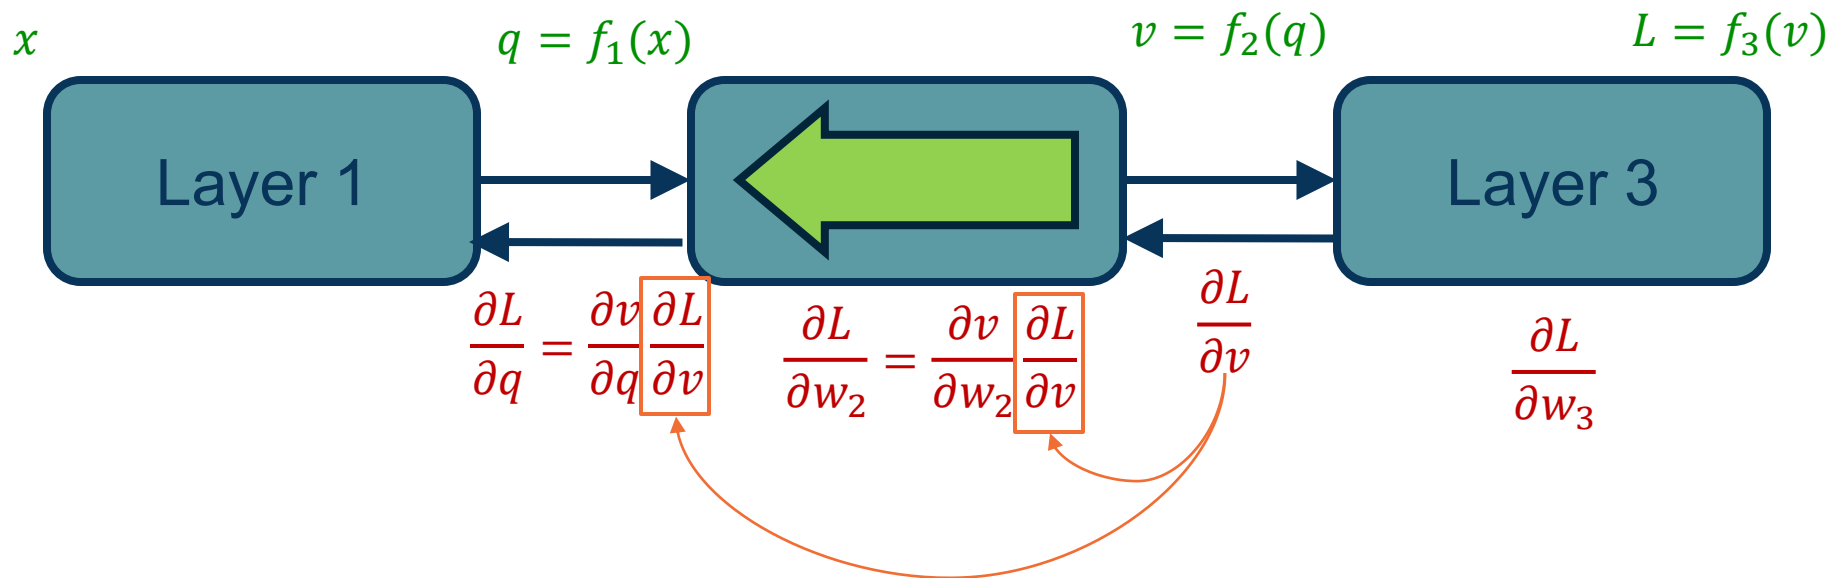 x
q = f₁(x)
v = f₂(q)
L = f₃(v)
Layer 1
Layer 3
∂L/∂q = ∂v/∂q ∂L/∂v
∂L/∂w₂ = ∂v/∂w₂ ∂L/∂v
∂L/∂v
∂L/∂w₃